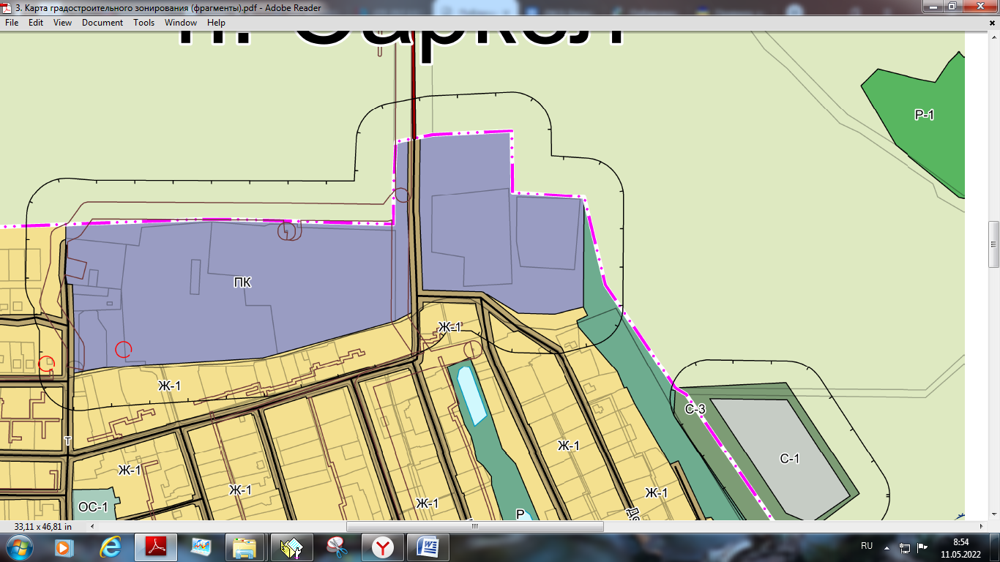 3. Карта градостроительного зонирования (фрагменты).pdf - Adobe Reader
File Edit View Document Tools Window Help
п. Саркел
Р-1
ПК
Ж-1
Ж-1
С-3
Т
Ж-1
С-1
Ж-1
Ж-1
Ж-1
Ж-1
ОС-1
Р
33,11 x 46,81 in
RU
8:54
11.05.2022